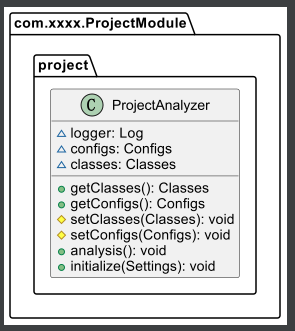 com.xxxx.ProjectModule
project
C ProjectAnalyzer
logger: Log
configs: Configs
classes: Classes
getClasses(): Classes
getConfigs(): Configs
setClasses(Classes): void
setConfigs(Configs): void
analysis(): void
initialize(Settings): void